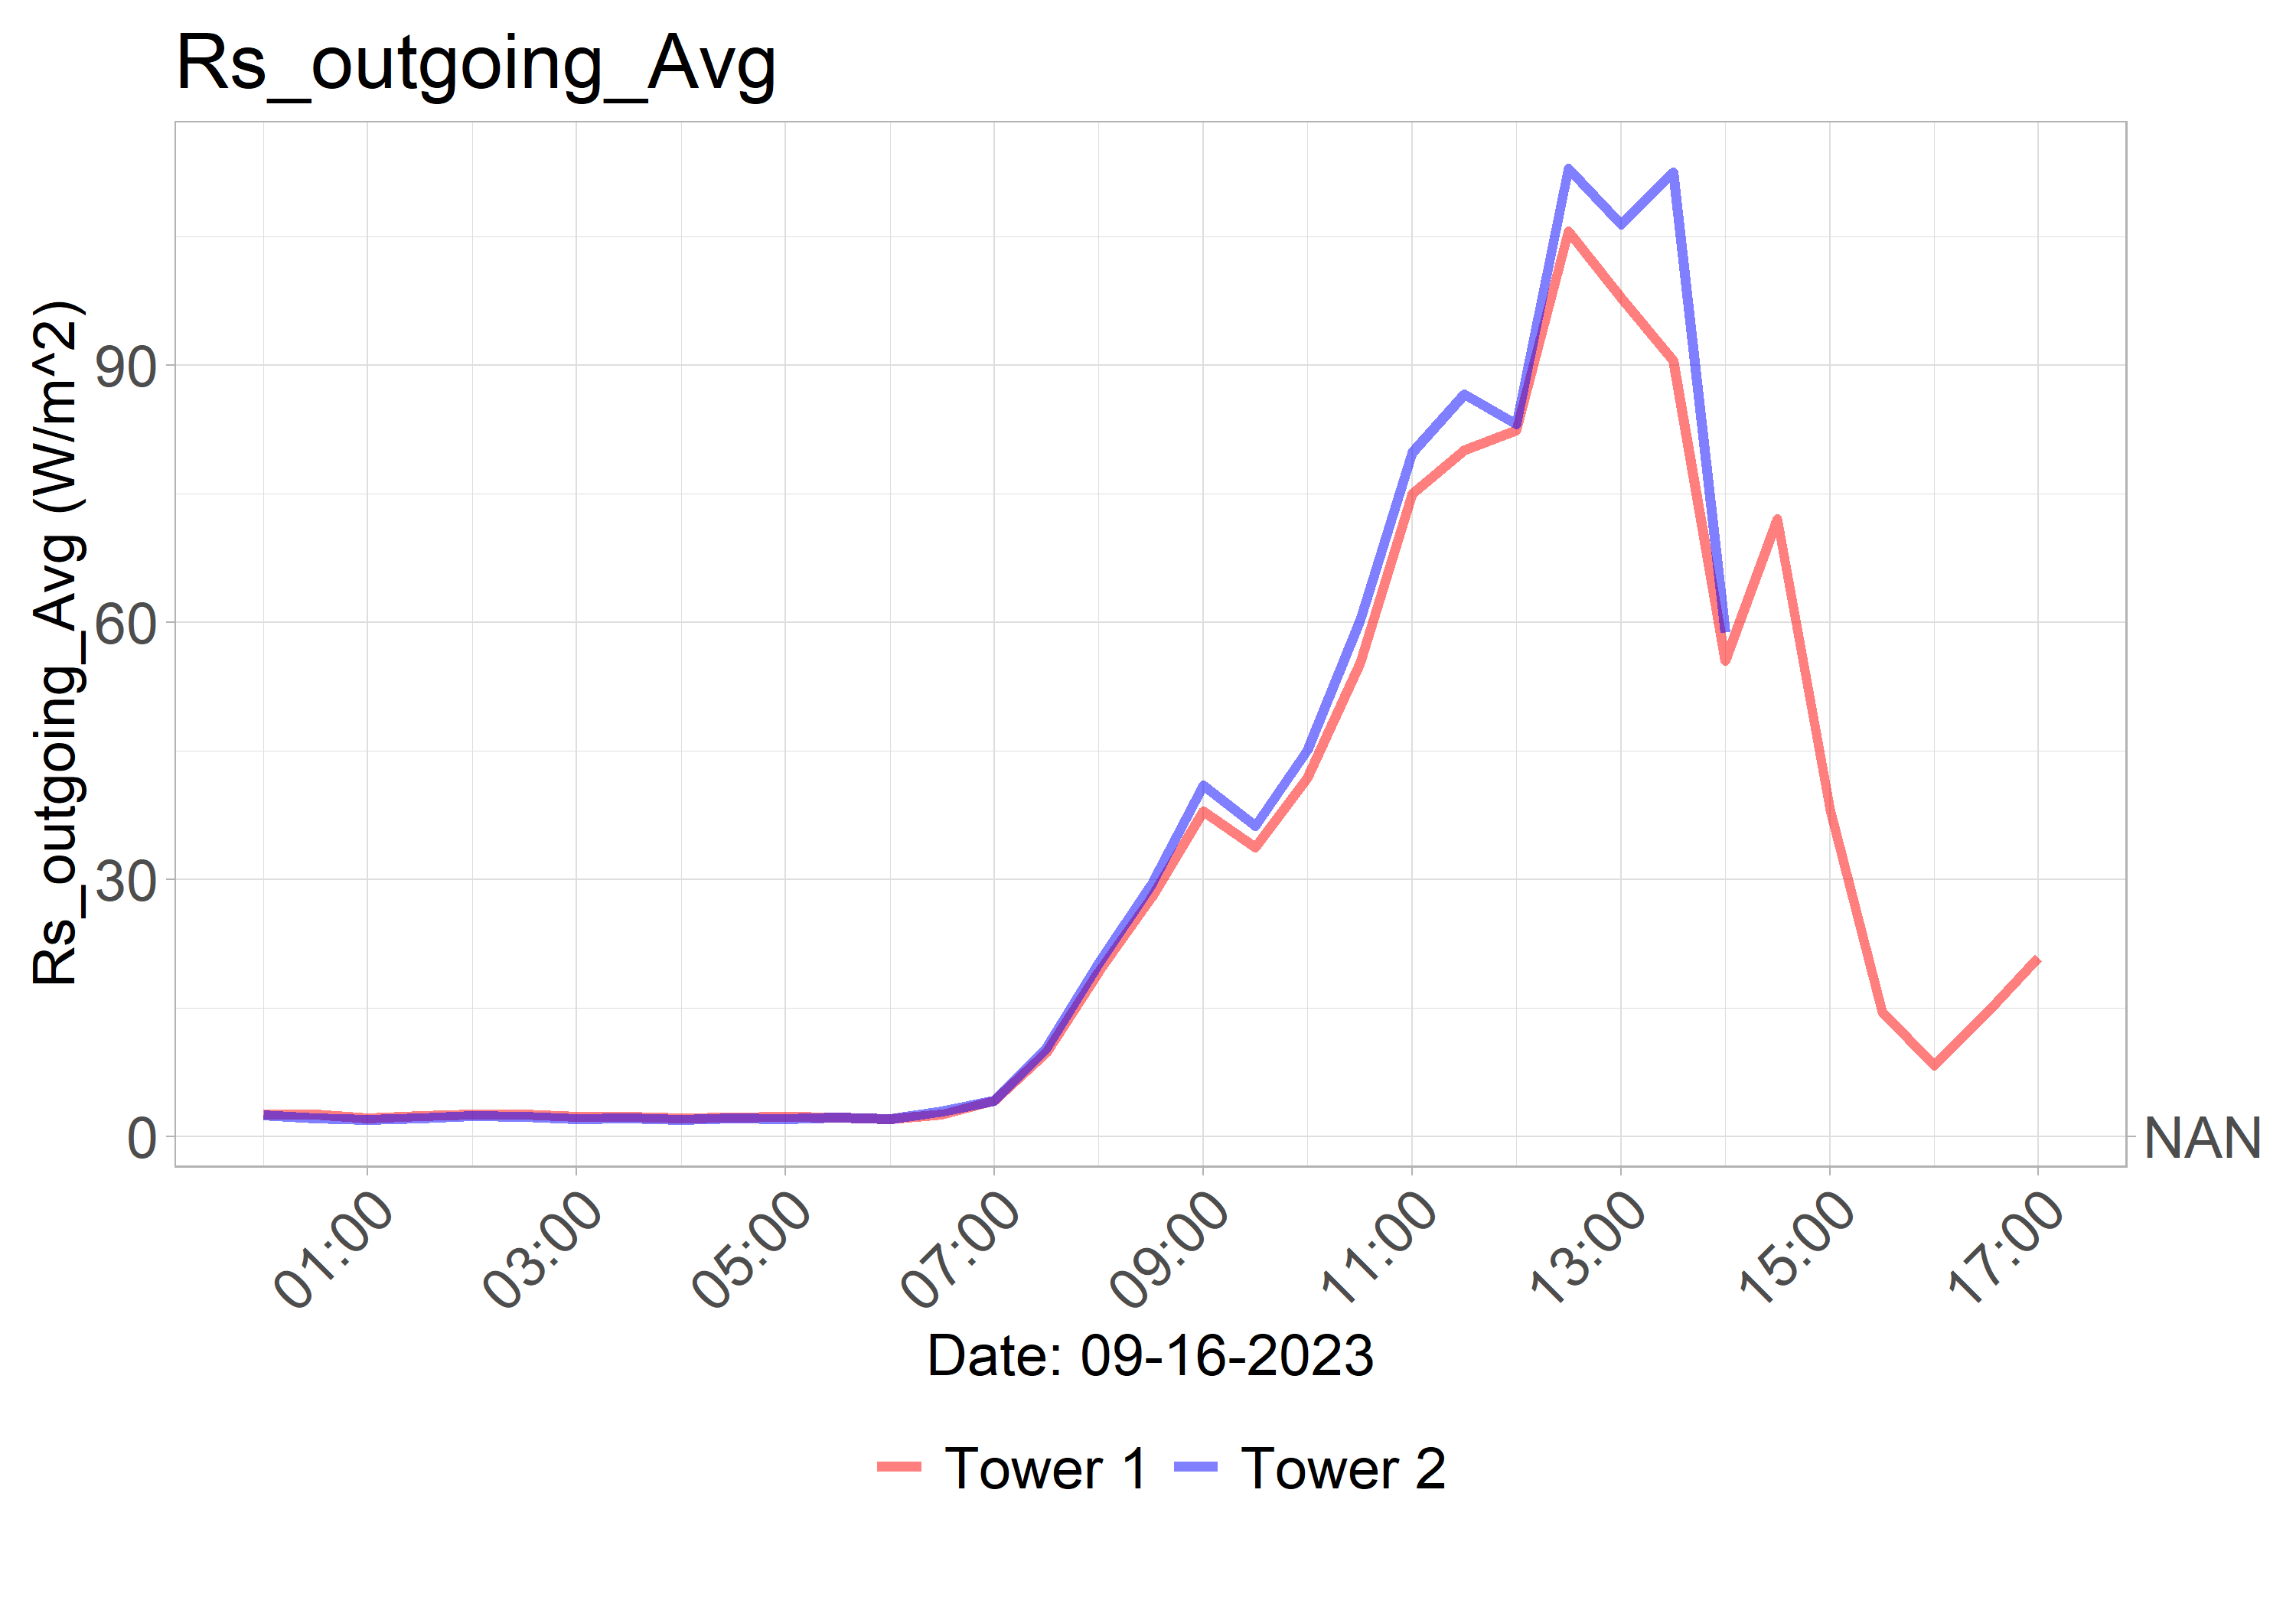 Rs_outgoing_Avg
Rs_outgoing_Avg (W/m^2)
90
60
30
0
NAN
01:00
03:00
05:00
07:00
09:00
11:00
13:00
15:00
17:00
Date: 09-16-2023
Tower 1
Tower 2